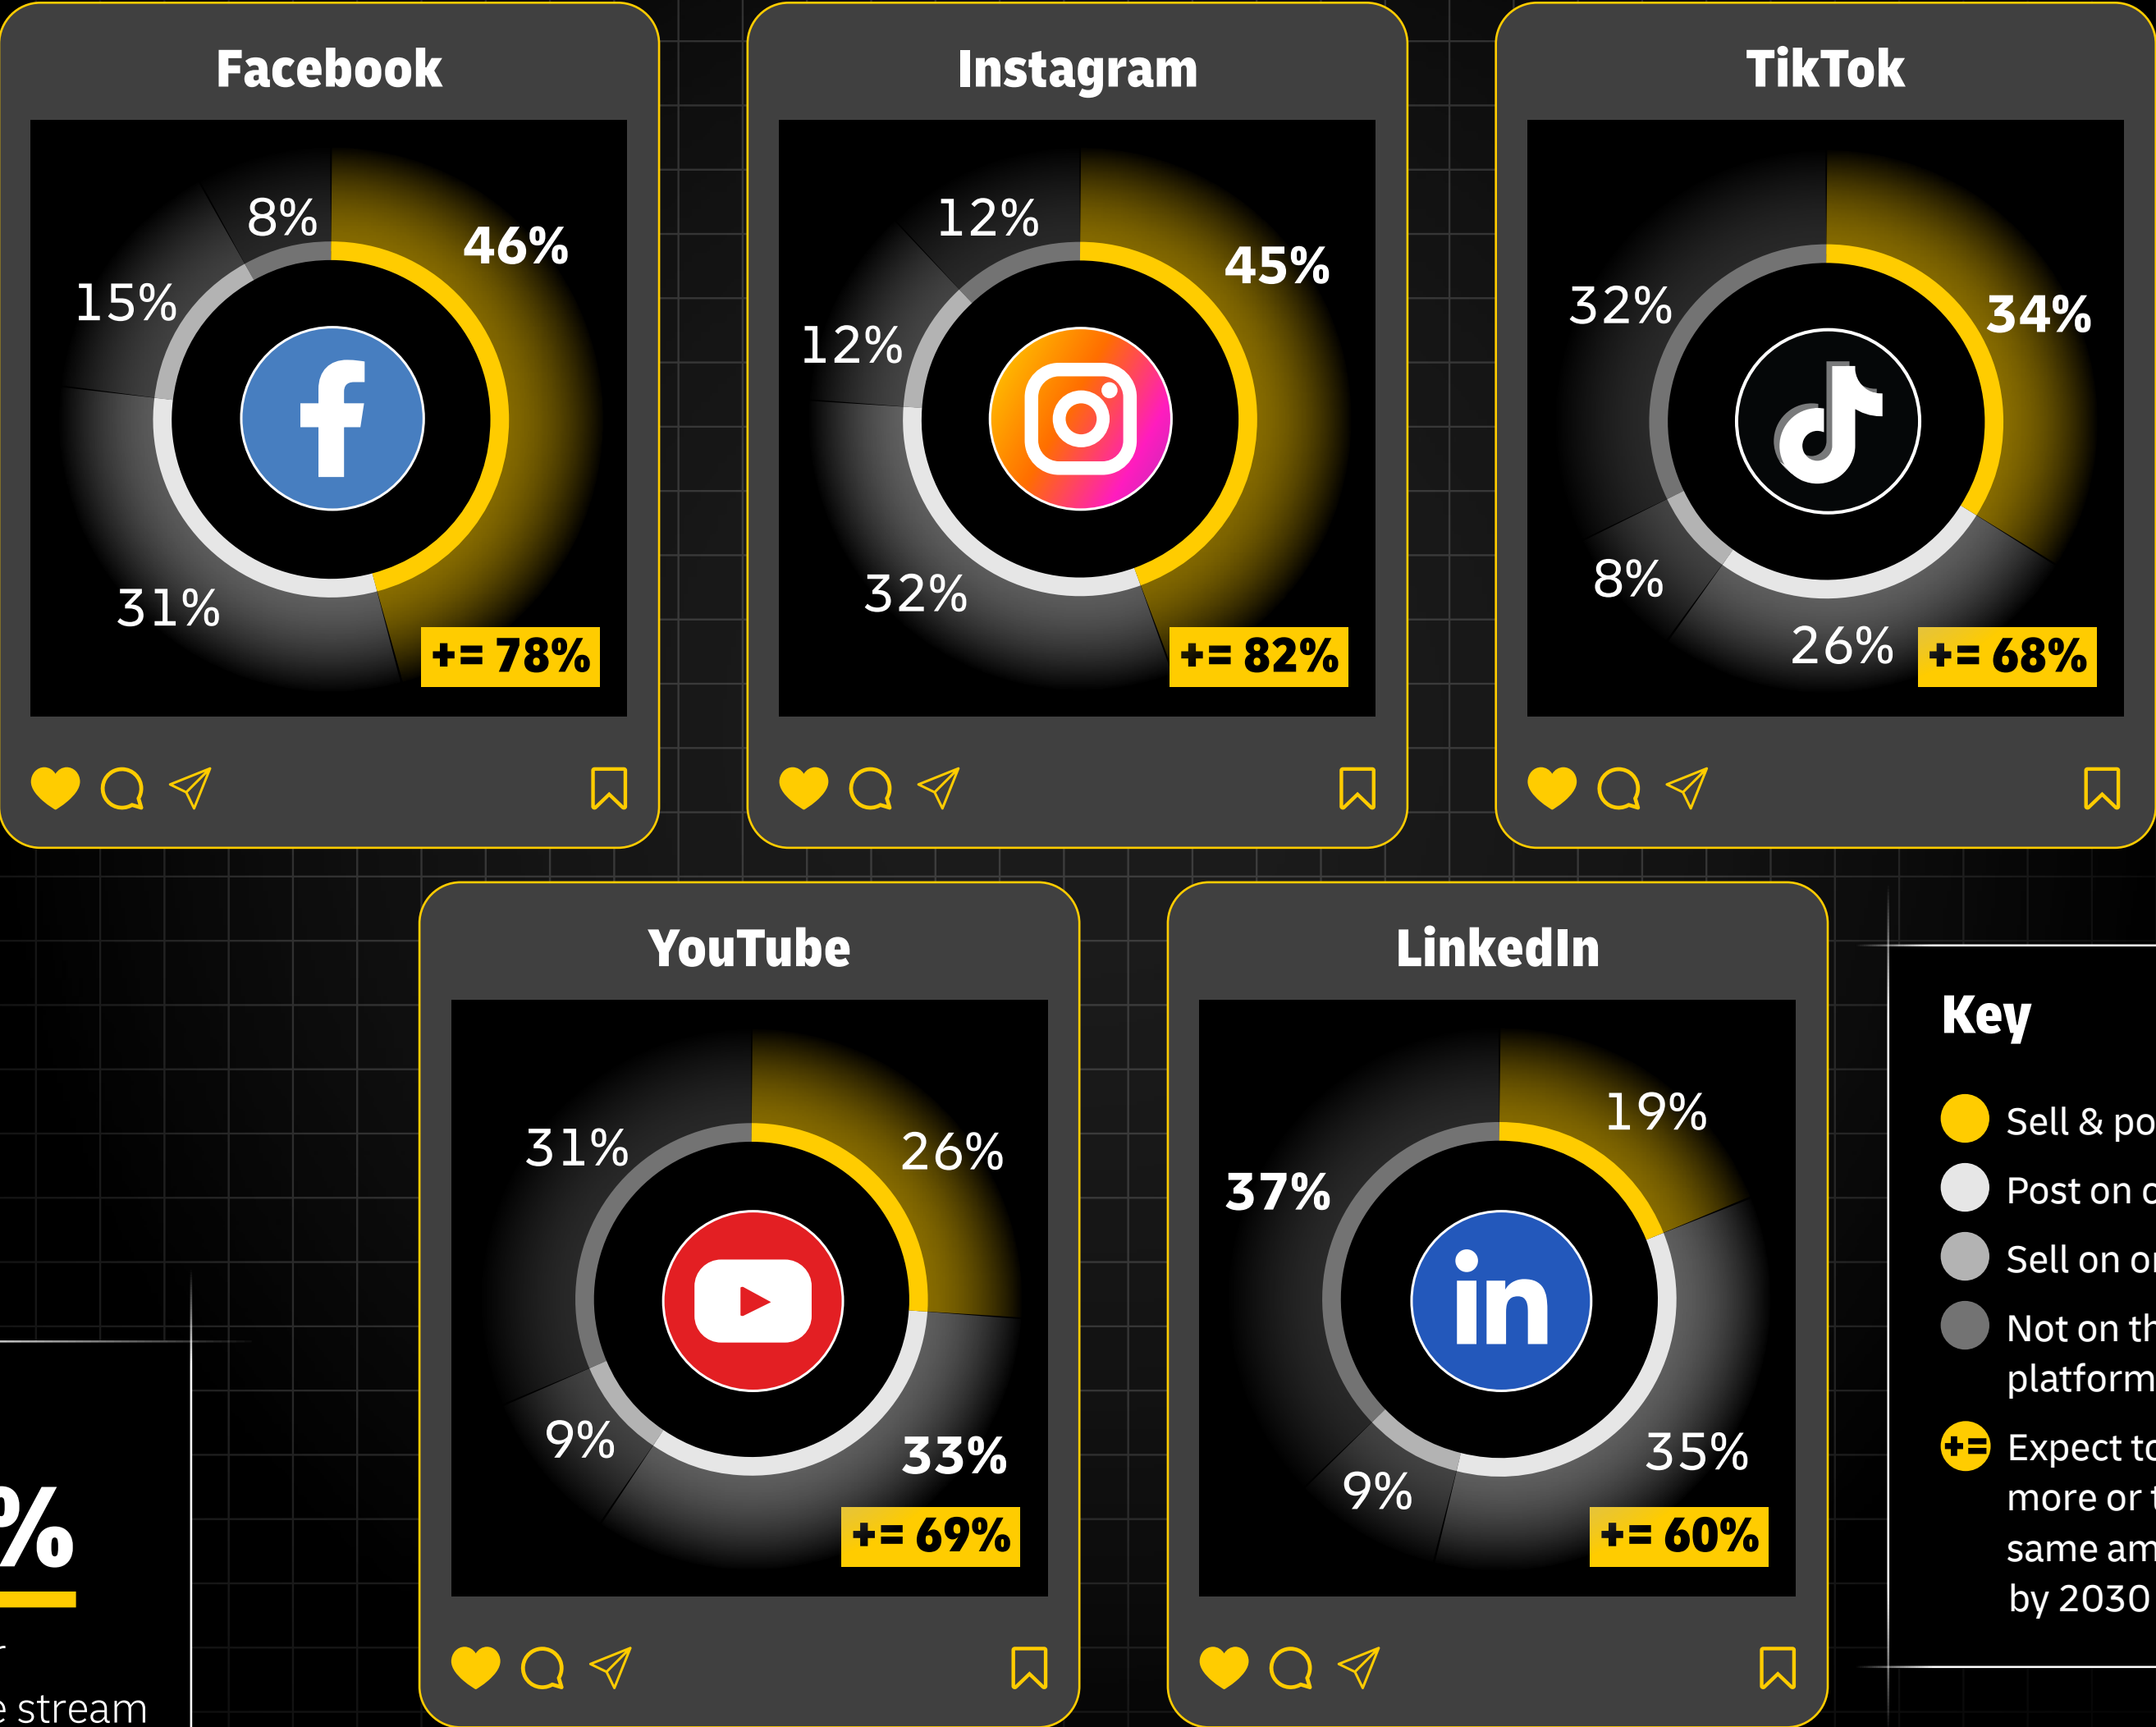 Facebook
8%
46%
15%
31%
+= 78%
Instagram
12%
45%
12%
32%
+= 82%
TikTok
32%
34%
8%
26%
+= 68%
YouTube
31%
26%
9%
33%
+= 69%
LinkedIn
19%
37%
35%
9%
+= 60%
in
Key
Sell & po
Post on o
Sell on or
Not on th
platform
+= Expect to
more or t
same am
by 2030
%
r
e stream